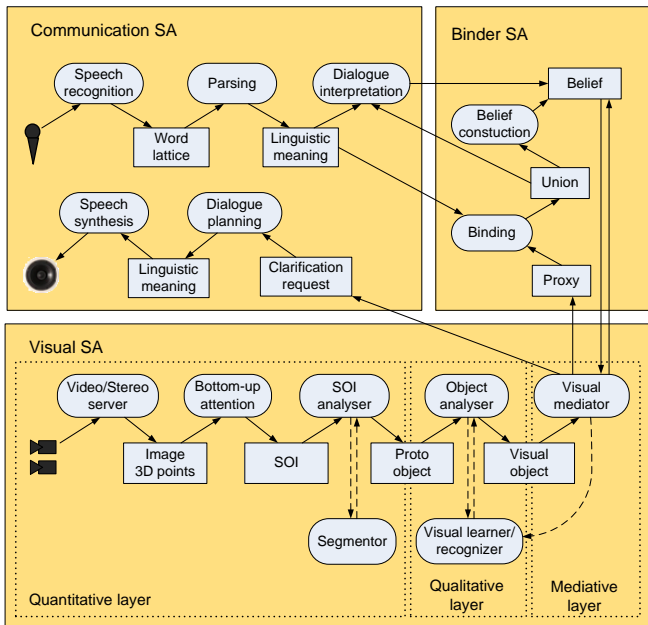 Communication SA
Speech
recognition
Parsing
Dialogue
interpretation
Word
lattice
Linguistic
meaning
Speech
synthesis
Dialogue
planning
Linguistic
meaning
Clarification
request
Binder SA
Belief
Belief
constuction
Union
Binding
Proxy
Visual SA
Video/Stereo
server
Bottom-up
attention
SOI
analyser
Object
analyser
Visual
mediator
Image
3D points
SOI
Proto
object
Visual
object
Segmentor
Visual learner/
recognizer
Quantitative layer
Qualitative
layer
Mediative
layer